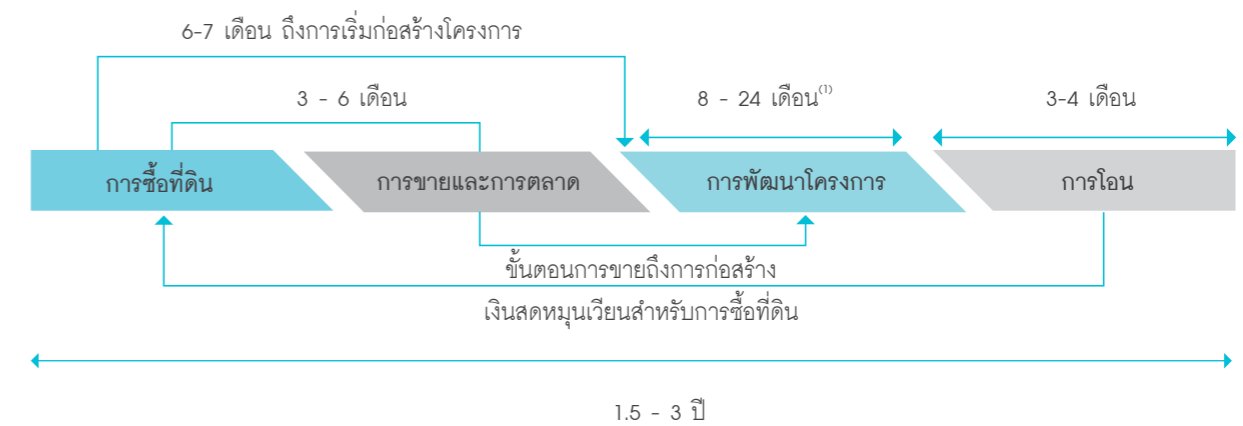 6-7 เดือน ถึงการเริ่มก่อสร้างโครงการ
3 - 6 เดือน
8 - 24 เดือน(1)
3-4 เดือน
การซื้อที่ดิน
การขายและการตลาด
การพัฒนาโครงการ
การโอน
ขั้นตอนการขายถึงการก่อสร้าง
เงินสดหมุนเวียนสำหรับการซื้อที่ดิน
1.5 - 3 ปี